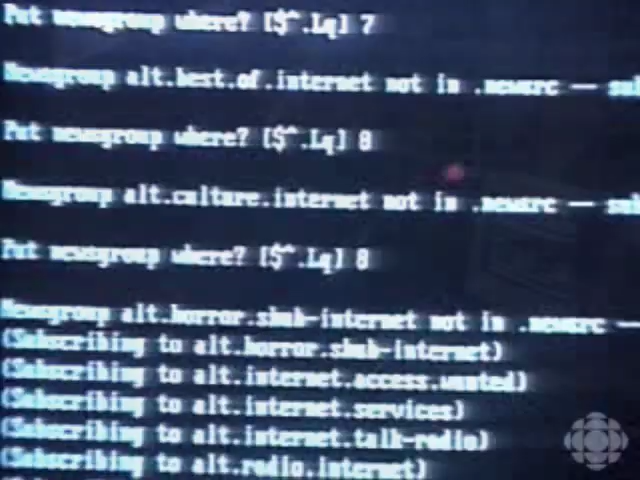 Put newsgroup where? [$^.Lq] 7
Newsgroup alt.best.of.internet not in .newsrc -- sub
Put newsgroup where? [$^.Lq] 8
Newsgroup alt.culture.internet not in .newsrc -- sub
Put newsgroup where? [$^.Lq] 8
Newsgroup alt.horror.shub-internet not in .newsrc --
(Subscribing to alt.horror.shub-internet)
(Subscribing to alt.internet.access.wanted)
(Subscribing to alt.internet.services)
(Subscribing to alt.internet.talk-radio)
(Subscribing to alt.radio.internet)